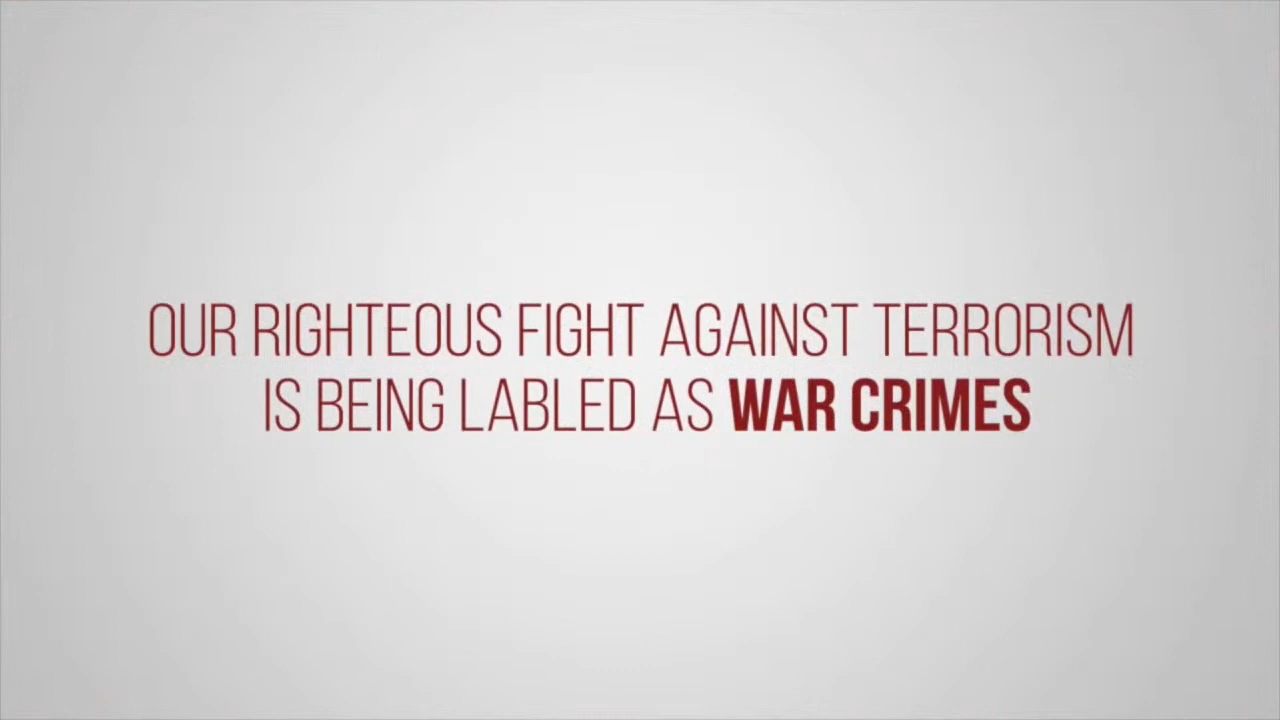 OUR RIGHTEOUS FIGHT AGAINST TERRORISM
IS BEING LABLED AS WAR CRIMES